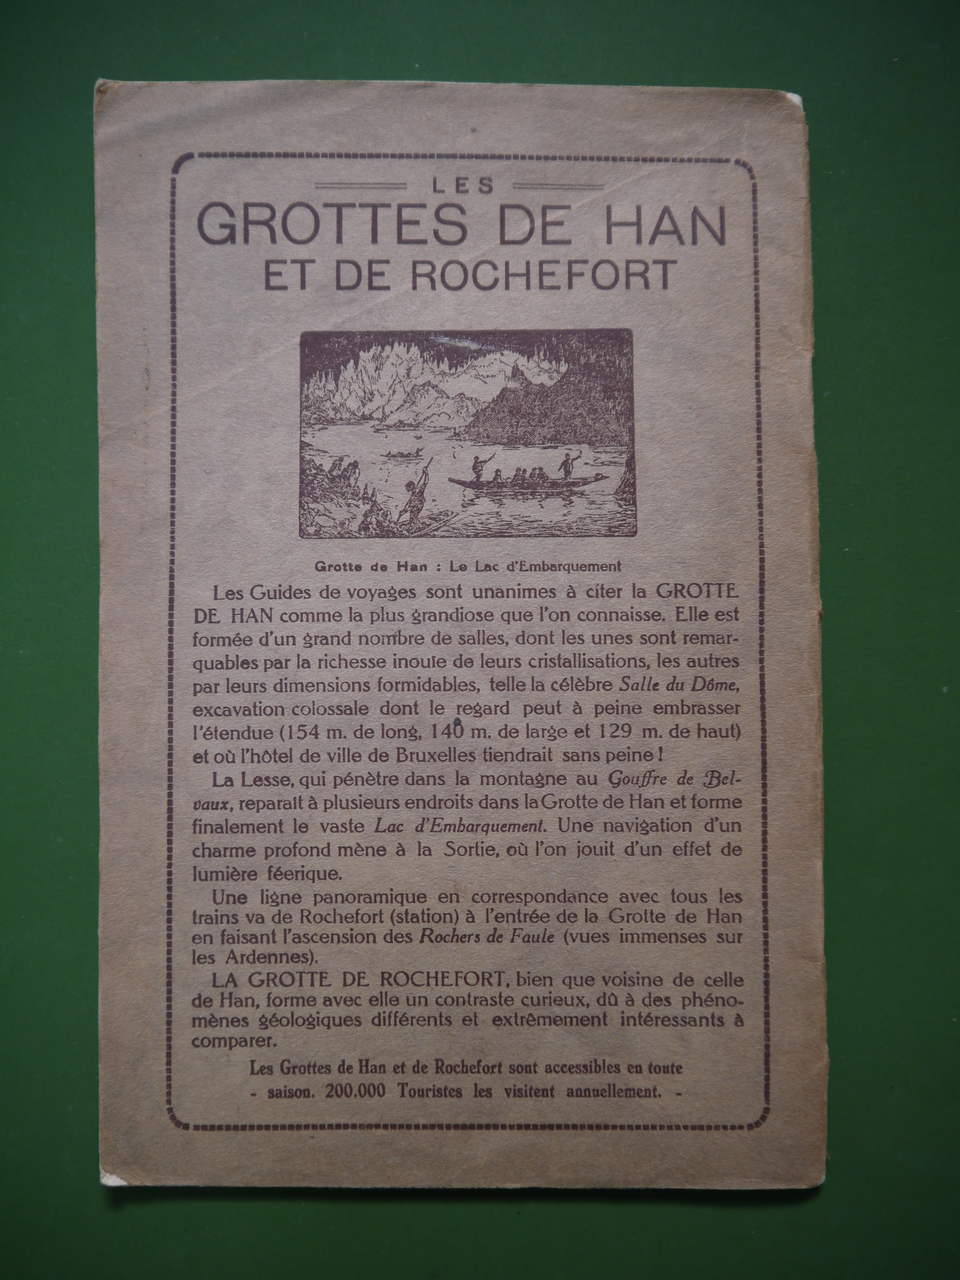 LES
GROTTES DE HAN
ET DE ROCHEFORT
Grotte de Han : Le Lac d'Embarquement
Les Guides de voyages sont unanimes à citer la GROTTE
DE HAN comme la plus grandiose que l'on connaisse. Elle est
formée d'un grand nombre de salles, dont les unes sont remar-
quables par la richesse inouïe de leurs cristallisations, les autres
par leurs dimensions formidables, telle la célèbre Salle du Dôme,
excavation colossale dont le regard peut à peine embrasser
l'étendue (154 m. de long, 140 m. de large et 129 m. de haut)
et où l'hôtel de ville de Bruxelles tiendrait sans peine !
La Lesse, qui pénètre dans la montagne au Gouffre de Bel-
vaux, reparaît à plusieurs endroits dans la Grotte de Han et forme
finalement le vaste Lac d'Embarquement. Une navigation d'un
charme profond mène à la Sortie, où l'on jouit d'un effet de
lumière féerique.
Une ligne panoramique en correspondance avec tous les
trains va de Rochefort (station) à l'entrée de la Grotte de Han
en faisant l'ascension des Rochers de Faule (vues immenses sur
les Ardennes).
LA GROTTE DE ROCHEFORT, bien que voisine de celle
de Han, forme avec elle un contraste curieux, dû à des phéno-
mènes géologiques différents et extrêmement intéressants à
comparer.
Les Grottes de Han et de Rochefort sont accessibles en toute
- saison. 200.000 Touristes les visitent annuellement. -